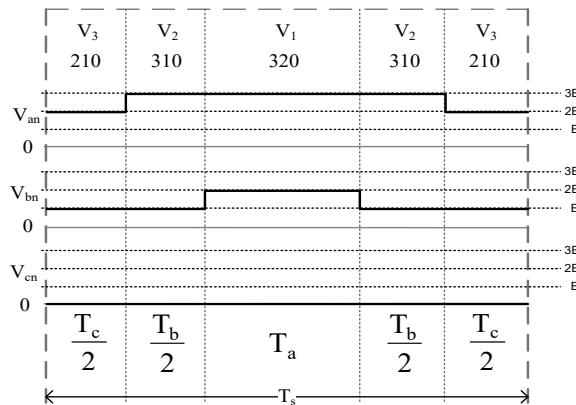 V3 V2 V1 V2 V3
210 310 320 310 210
3E
Van 2E
E
0
3E
Vbn 2E
E
0
3E
Vcn 2E
E
0
Tc/2 Tb/2 Ta Tb/2 Tc/2
Ts